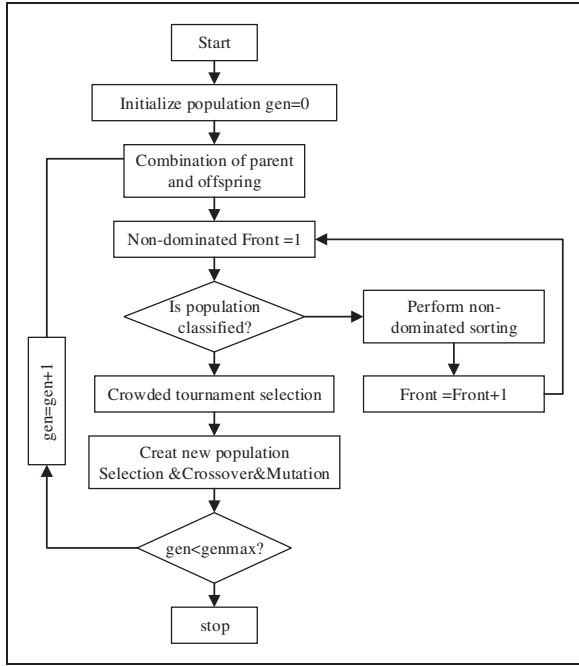 Start
Initialize population gen=0
Combination of parent
and offspring
Non-dominated Front =1
Is population
classified?
Perform non-
dominated sorting
Front =Front+1
Crowded tournament selection
Creat new population
Selection &Crossover&Mutation
gen=gen+1
gen<genmax?
stop